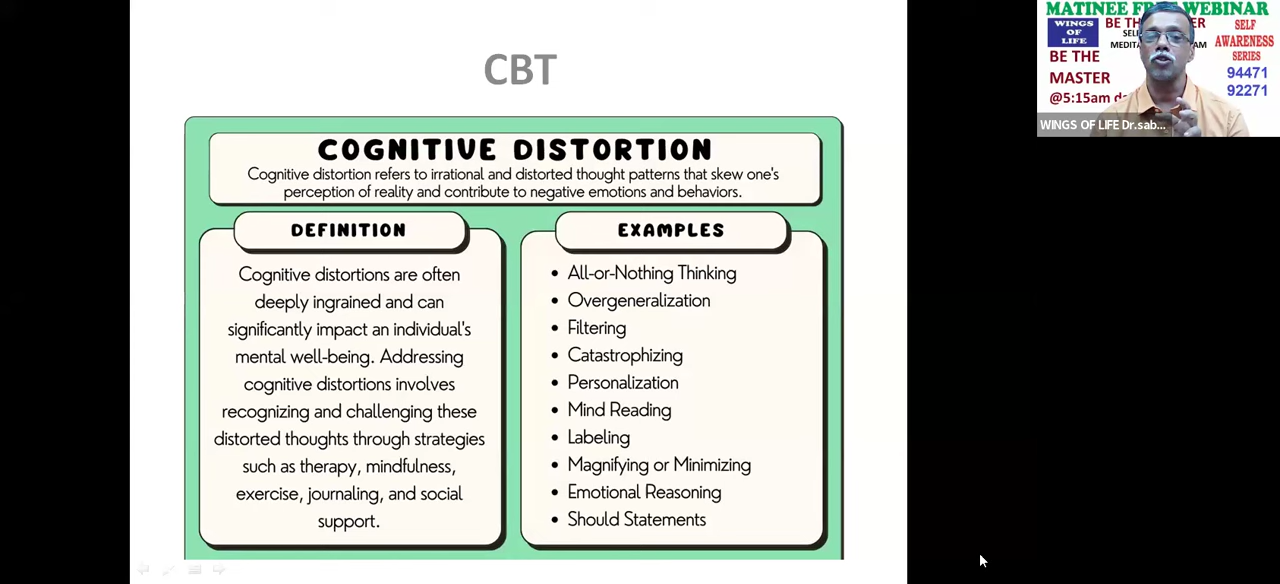 CBT
COGNITIVE DISTORTION
Cognitive distortion refers to irrational and distorted thought patterns that skew one's
perception of reality and contribute to negative emotions and behaviors.
DEFINITION
Cognitive distortions are often
deeply ingrained and can
significantly impact an individual's
mental well-being. Addressing
cognitive distortions involves
recognizing and challenging these
distorted thoughts through strategies
such as therapy, mindfulness,
exercise, journaling, and social
support.
EXAMPLES
• All-or-Nothing Thinking
• Overgeneralization
• Filtering
• Catastrophizing
• Personalization
• Mind Reading
• Labeling
• Magnifying or Minimizing
• Emotional Reasoning
• Should Statements
MATINEE WEBINAR
WINGS
OF
LIFE
BE
SELF
AWARENESS
SERIES
BE THE
MASTER
@5:15am
94471
92271
WINGS OF LIFE Dr.sab...